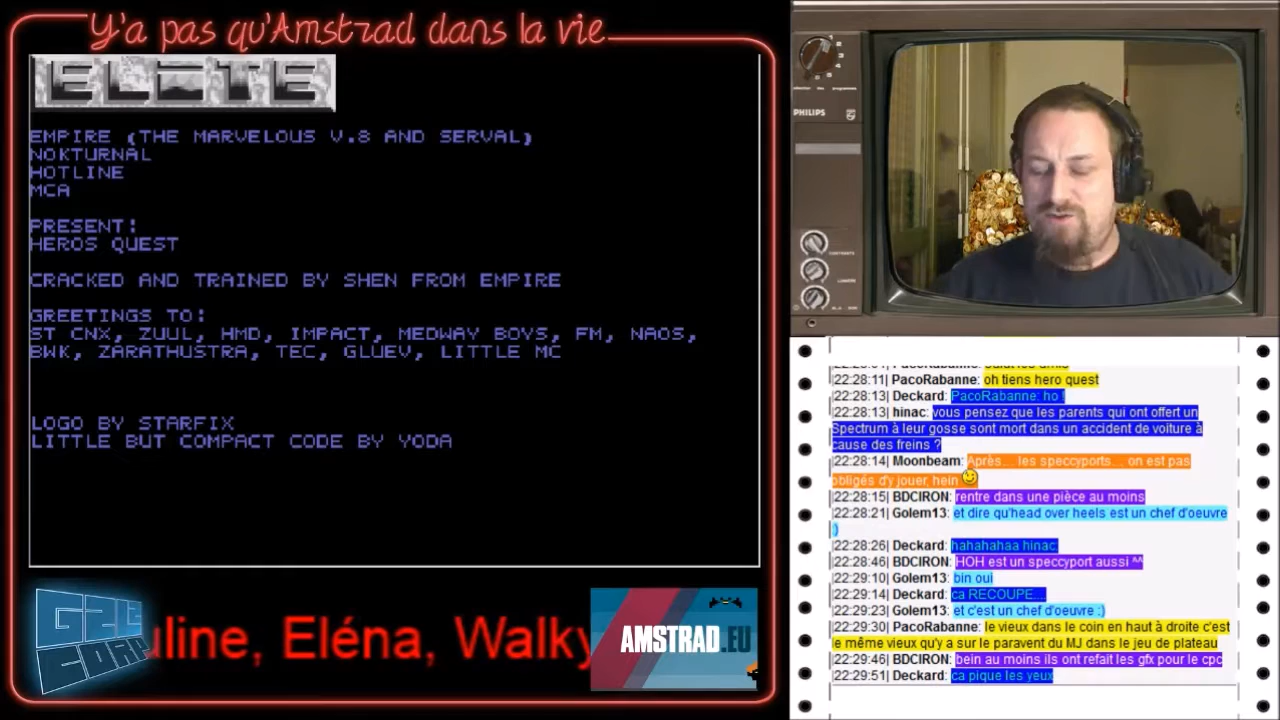 Y'a pas qu'Amstrad dans la vie
ELITE
EMPIRE (THE MARVELOUS V.8 AND SERVAL)
NOKTURNAL
HOTLINE
MCA
PRESENT:
HEROS QUEST
CRACKED AND TRAINED BY SHEN FROM EMPIRE
GREETINGS TO:
ST CNX, ZUUL, HMD, IMPACT, MEDWAY BOYS, FM, NAOS,
BWK, ZARATHUSTRA, TEC, GLUEV, LITTLE MC
LOGO BY STARFIX
LITTLE BUT COMPACT CODE BY YODA
G2L2
CORP
line, Eléna, Walky
AMSTRAD.EU
PHILIPS
|22:28:11| PacoRabanne: oh tiens hero quest
|22:28:13| Deckard: PacoRabanne: ho !
|22:28:13| hinac: vous pensez que les parents qui ont offert un
Spectrum à leur gosse sont mort dans un accident de voiture à
cause des freins ?
|22:28:14| Moonbeam: Après.... les speccyports.... on est pas
obligés d'y jouer, hein
|22:28:15| BDCIRON: rentre dans une pièce au moins
|22:28:21| Golem13: et dire qu'head over heels est un chef d'oeuvre
:)
|22:28:26| Deckard: hahahahaa hinac:
|22:28:46| BDCIRON: HOH est un speccyport aussi ^^
|22:29:10| Golem13: bin oui
|22:29:14| Deckard: ca RECOUPE...
|22:29:23| Golem13: et c'est un chef d'oeuvre :)
|22:29:30| PacoRabanne: le vieux dans le coin en haut à droite c'est
le même vieux qu'y a sur le paravent du MJ dans le jeu de plateau
|22:29:46| BDCIRON: bein au moins ils ont refait les gfx pour le cpc
|22:29:51| Deckard: ca pique les yeux